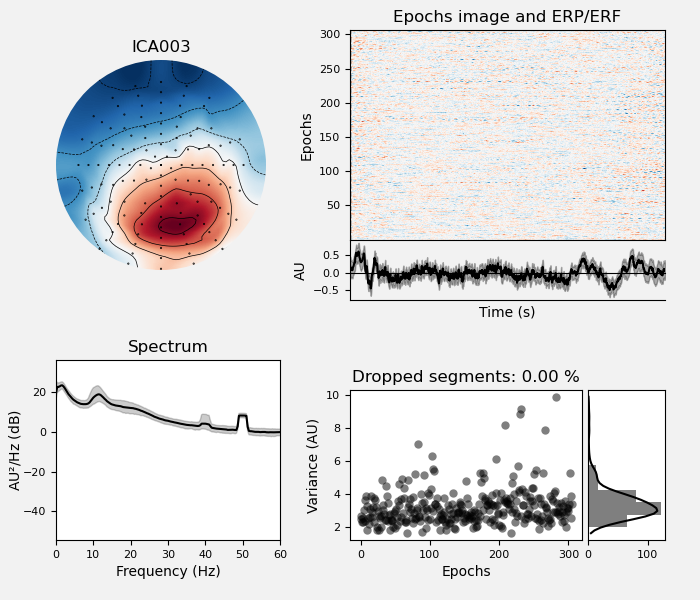 ICA003
Epochs image and ERP/ERF
Epochs
300
250
200
150
100
50
AU
0.5
0.0
−0.5
Time (s)
Spectrum
AU²/Hz (dB)
20
0
−20
−40
0 10 20 30 40 50 60
Frequency (Hz)
Dropped segments: 0.00 %
Variance (AU)
10
8
6
4
2
0 100 200 300
Epochs
0 100